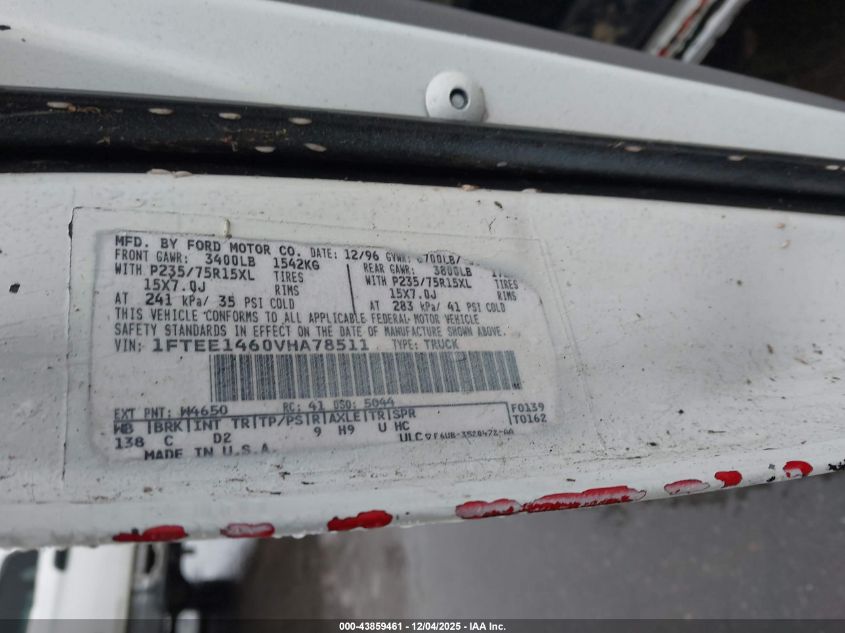 MFD. BY FORD MOTOR CO. DATE: 12/96 GVWR: 6700LB/
FRONT GAWR: 3400LB 1542KG REAR GAWR: 3800LB
WITH P235/75R15XL TIRES WITH P235/75R15XL TIRES
15X7.0J RIMS 15X7.0J RIMS
AT 241 kPa/ 35 PSI COLD AT 283 kPa/ 41 PSI COLD
THIS VEHICLE CONFORMS TO ALL APPLICABLE FEDERAL MOTOR VEHICLE
SAFETY STANDARDS IN EFFECT ON THE DATE OF MANUFACTURE SHOWN ABOVE.
VIN: 1FTEE1460VHA78511 TYPE: TRUCK
EXT PNT: W4650 RC: 41 DSO: 5044
WB BRK INT TR TP/PS R AXLE TR SPR F0139
138 C D2 9 H9 U HC T0162
MADE IN U.S.A. ULC
000-43859461 - 12/04/2025 - IAA Inc.